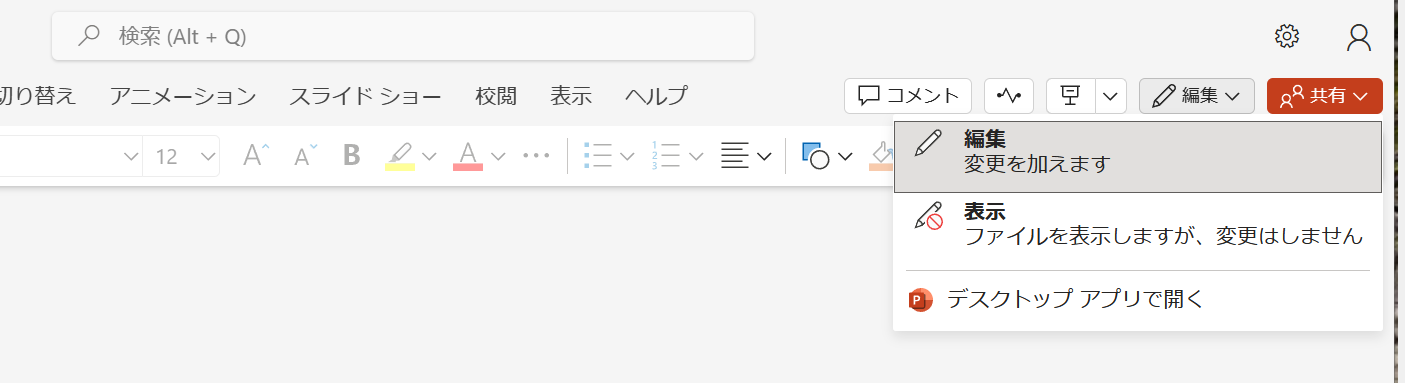 検索 (Alt + Q)
切り替え アニメーション スライド ショー 校閲 表示 ヘルプ
コメント 編集 共有
12 A A B A
1
2
3
編集
変更を加えます
表示
ファイルを表示しますが、変更はしません
P デスクトップ アプリで開く